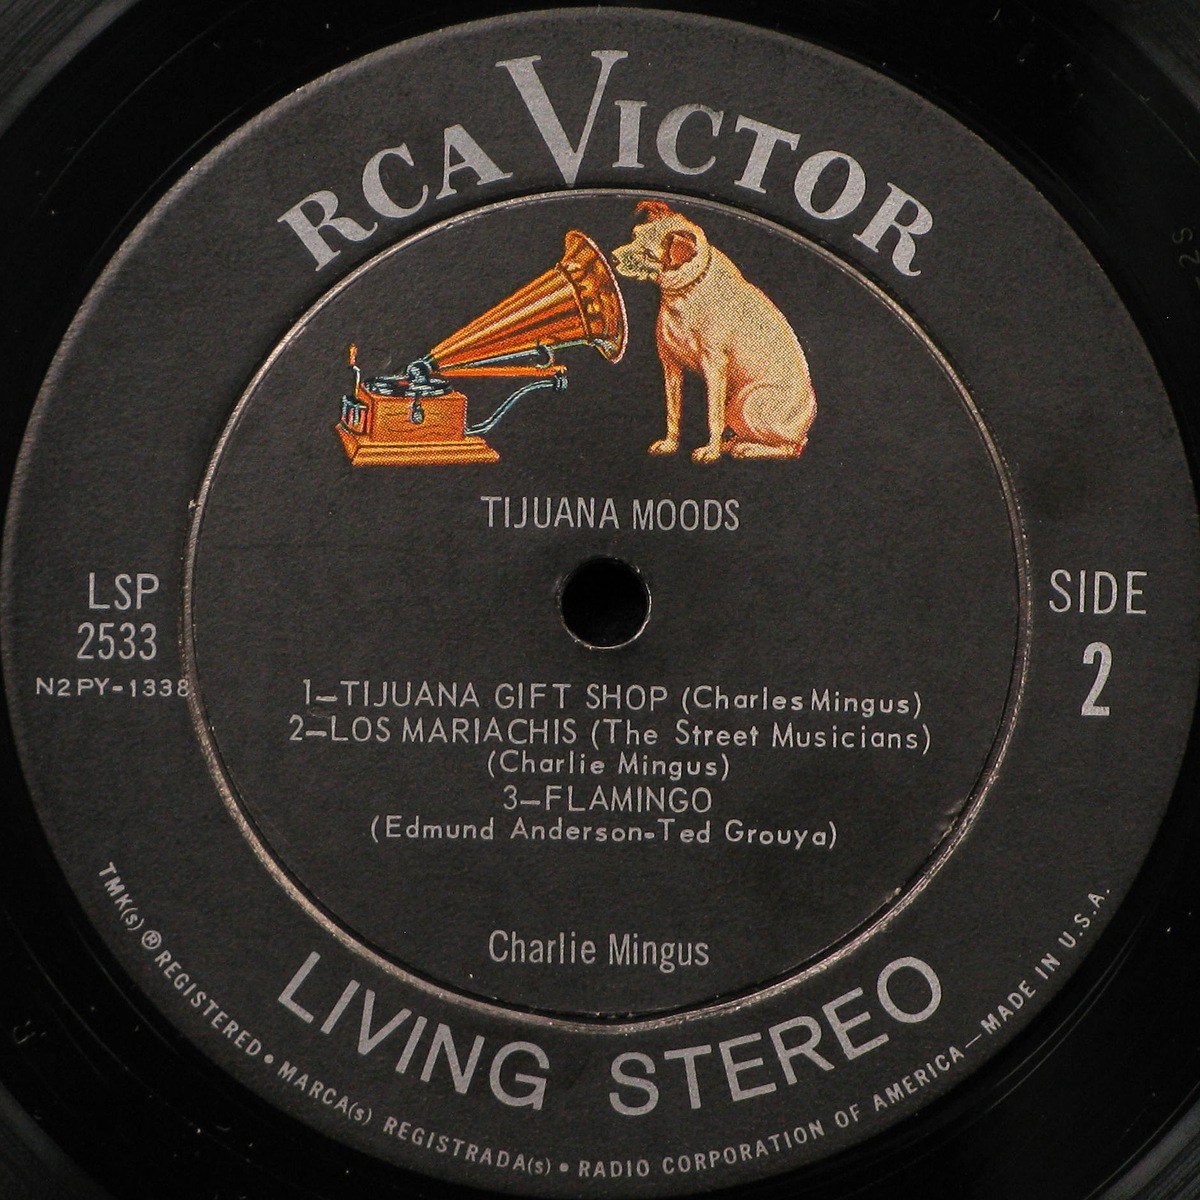 RCA VICTOR
TIJUANA MOODS
LSP
2533
N2PY-1338
SIDE
2
1—TIJUANA GIFT SHOP (Charles Mingus)
2—LOS MARIACHIS (The Street Musicians)
(Charlie Mingus)
3—FLAMINGO
(Edmund Anderson-Ted Grouya)
Charlie Mingus
LIVING STEREO
TMK(s) ® REGISTERED • MARCA(s) REGISTRADA(s) • RADIO CORPORATION OF AMERICA—MADE IN U.S.A.